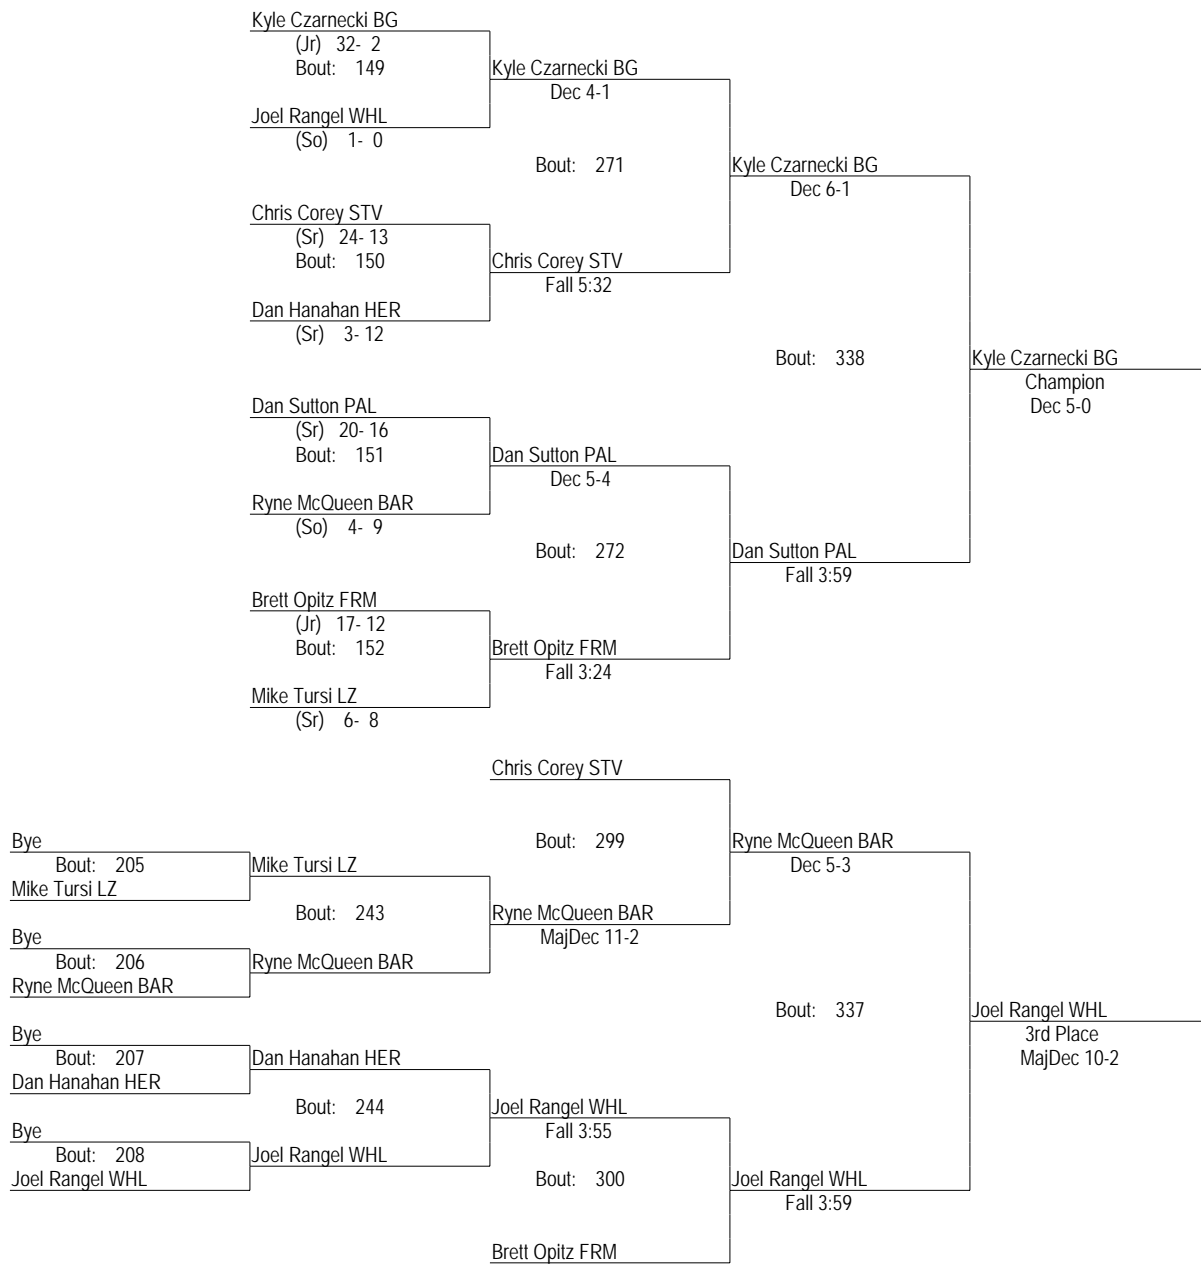 Kyle Czarnecki BG
(Jr) 32- 2
Bout: 149
Kyle Czarnecki BG
Dec 4-1
Joel Rangel WHL
(So) 1- 0
Bout: 271
Kyle Czarnecki BG
Dec 6-1
Chris Corey STV
(Sr) 24- 13
Bout: 150
Chris Corey STV
Fall 5:32
Dan Hanahan HER
(Sr) 3- 12
Bout: 338
Kyle Czarnecki BG
Champion
Dec 5-0
Dan Sutton PAL
(Sr) 20- 16
Bout: 151
Dan Sutton PAL
Dec 5-4
Ryne McQueen BAR
(So) 4- 9
Bout: 272
Dan Sutton PAL
Fall 3:59
Brett Opitz FRM
(Jr) 17- 12
Bout: 152
Brett Opitz FRM
Fall 3:24
Mike Tursi LZ
(Sr) 6- 8
Chris Corey STV
Bout: 299
Ryne McQueen BAR
Dec 5-3
Bye
Bout: 205
Mike Tursi LZ
Mike Tursi LZ
Bout: 243
Ryne McQueen BAR
MajDec 11-2
Bye
Bout: 206
Ryne McQueen BAR
Ryne McQueen BAR
Bout: 337
Joel Rangel WHL
3rd Place
MajDec 10-2
Bye
Bout: 207
Dan Hanahan HER
Dan Hanahan HER
Bout: 244
Joel Rangel WHL
Fall 3:55
Bye
Bout: 208
Joel Rangel WHL
Joel Rangel WHL
Bout: 300
Joel Rangel WHL
Fall 3:59
Brett Opitz FRM